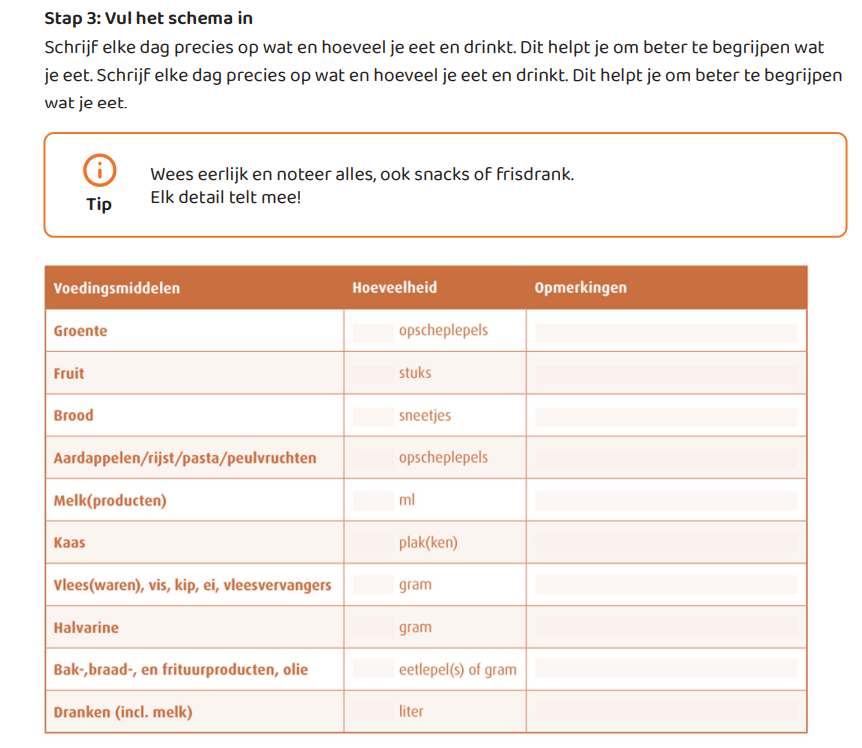 Stap 3: Vul het schema in
Schrijf elke dag precies op wat en hoeveel je eet en drinkt. Dit helpt je om beter te begrijpen wat
je eet. Schrijf elke dag precies op wat en hoeveel je eet en drinkt. Dit helpt je om beter te begrijpen
wat je eet.
Wees eerlijk en noteer alles, ook snacks of frisdrank.
Tip
Elk detail telt mee!
Voedingsmiddelen Hoeveelheid Opmerkingen
Groente opscheplepels
Fruit stuks
Brood sneetjes
Aardappelen/rijst/pasta/peulvruchten opscheplepels
Melk(producten) ml
Kaas plak(ken)
Vlees(waren), vis, kip, ei, vleesvervangers gram
Halvarine gram
Bak-,braad-, en frituurproducten, olie eetlepel(s) of gram
Dranken (incl. melk) liter